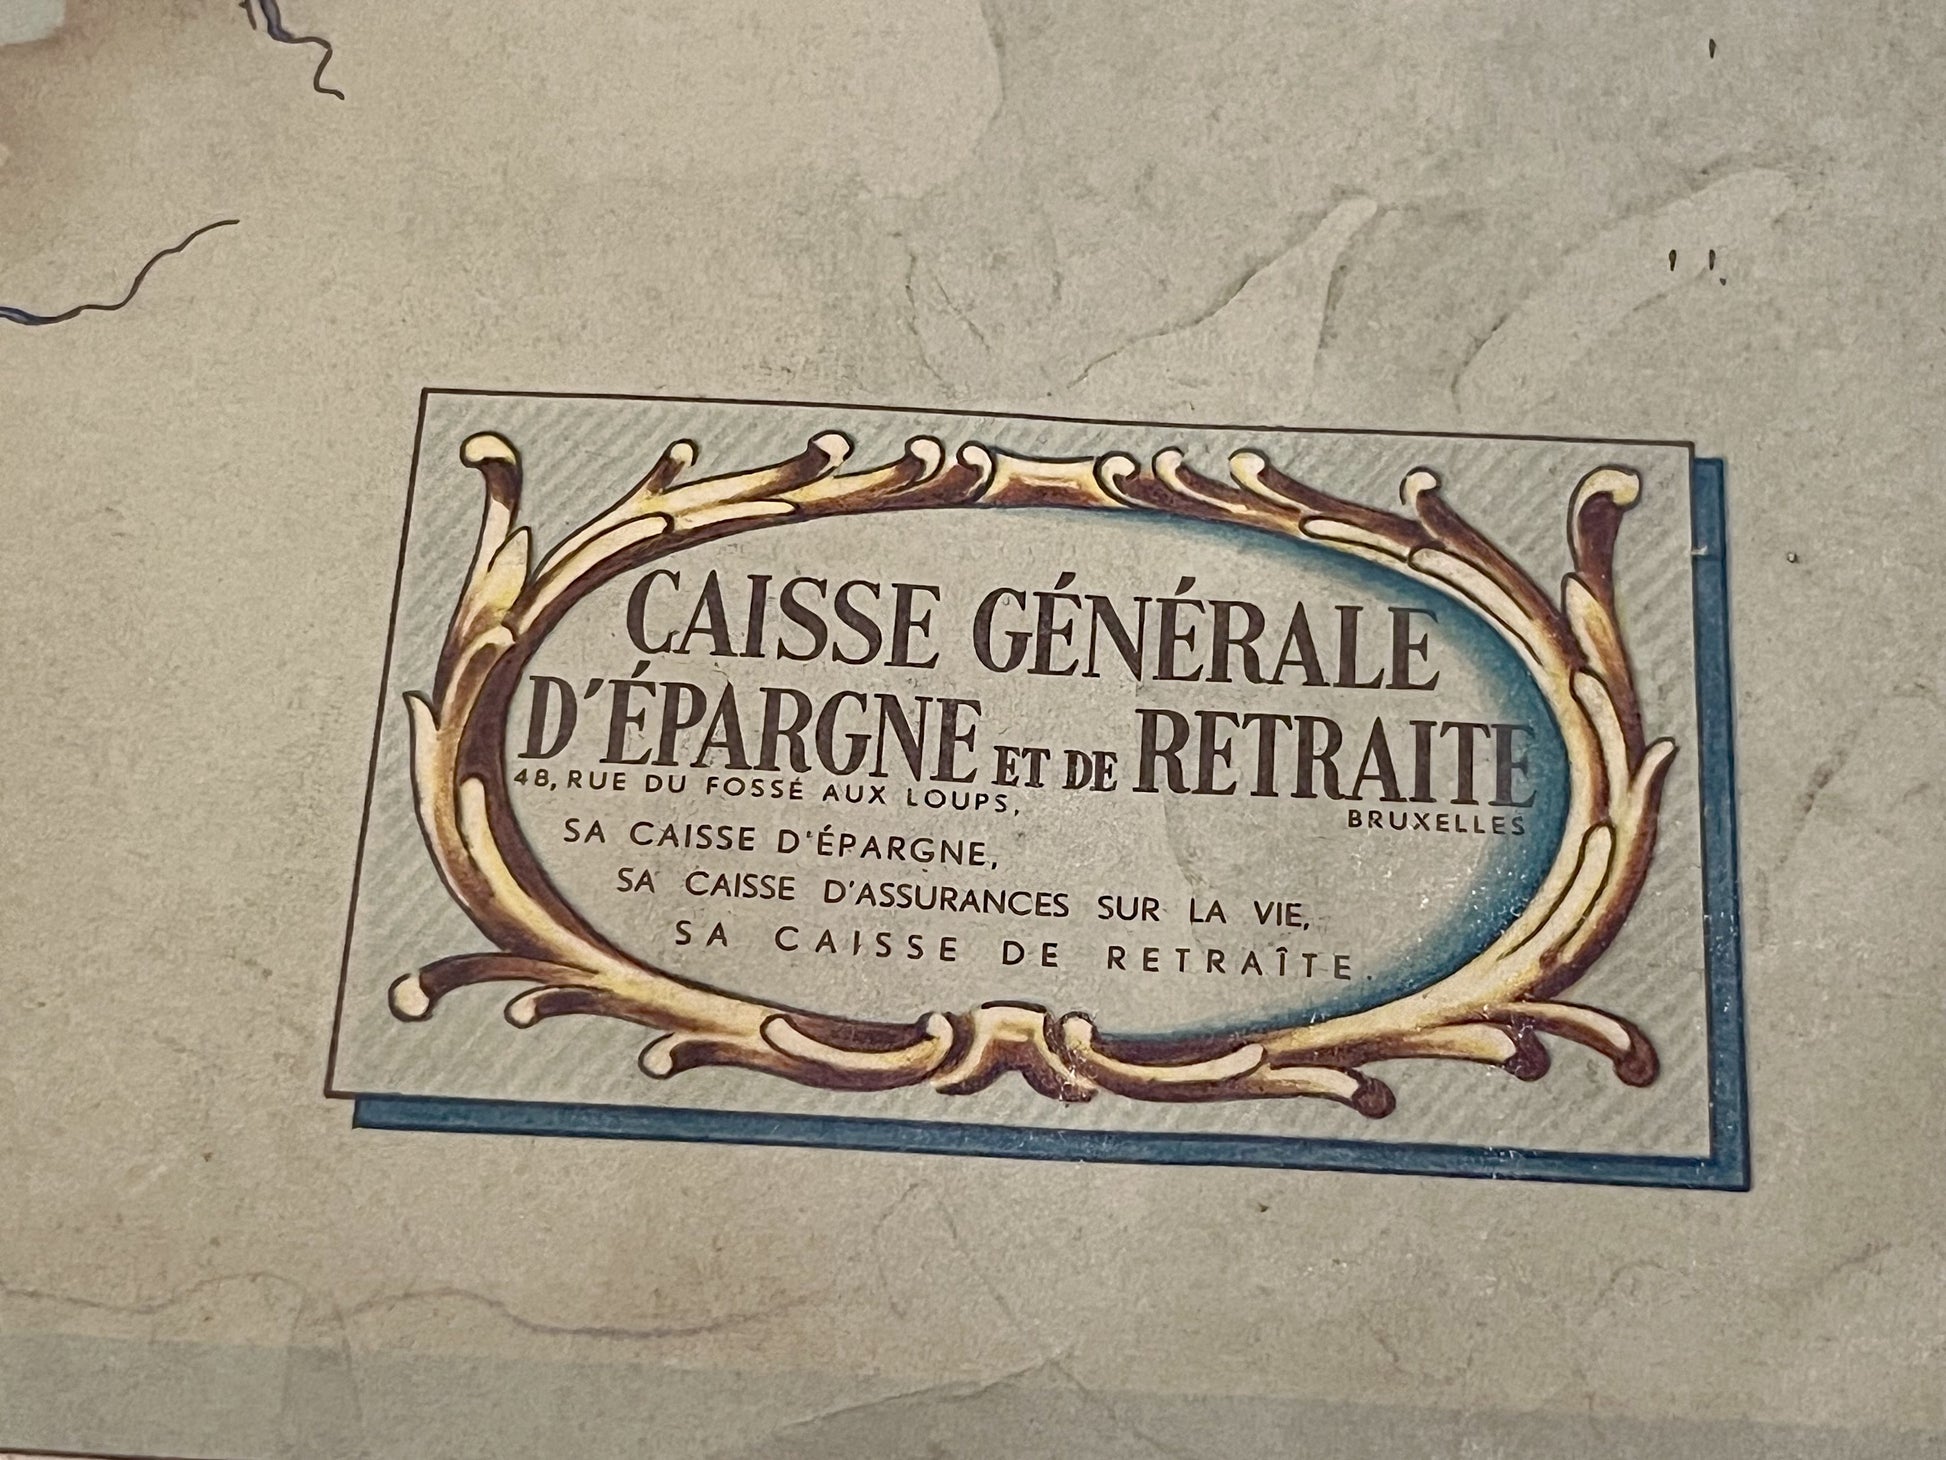 CAISSE GÉNÉRALE
D'ÉPARGNE ET DE RETRAITE
48, RUE DU FOSSÉ AUX LOUPS, BRUXELLES
SA CAISSE D'ÉPARGNE,
SA CAISSE D'ASSURANCES SUR LA VIE,
SA CAISSE DE RETRAÎTE.